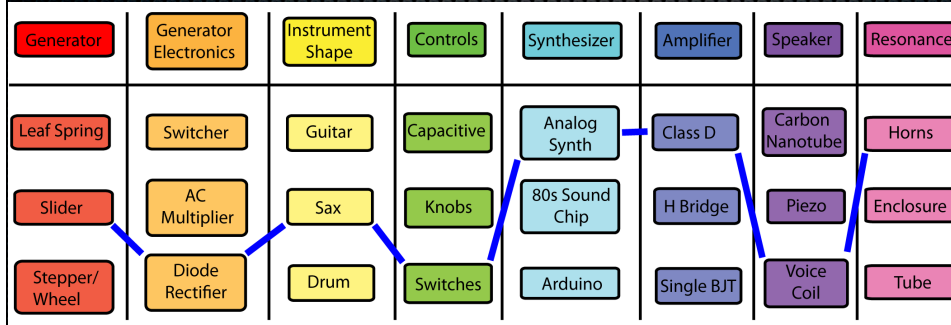 Generator
Generator
Electronics
Instrument
Shape
Controls
Synthesizer
Amplifier
Speaker
Resonance
Leaf Spring
Switcher
Guitar
Capacitive
Analog
Synth
Class D
Carbon
Nanotube
Horns
Slider
AC
Multiplier
Sax
Knobs
80s Sound
Chip
H Bridge
Piezo
Enclosure
Stepper/
Wheel
Diode
Rectifier
Drum
Switches
Arduino
Single BJT
Voice
Coil
Tube